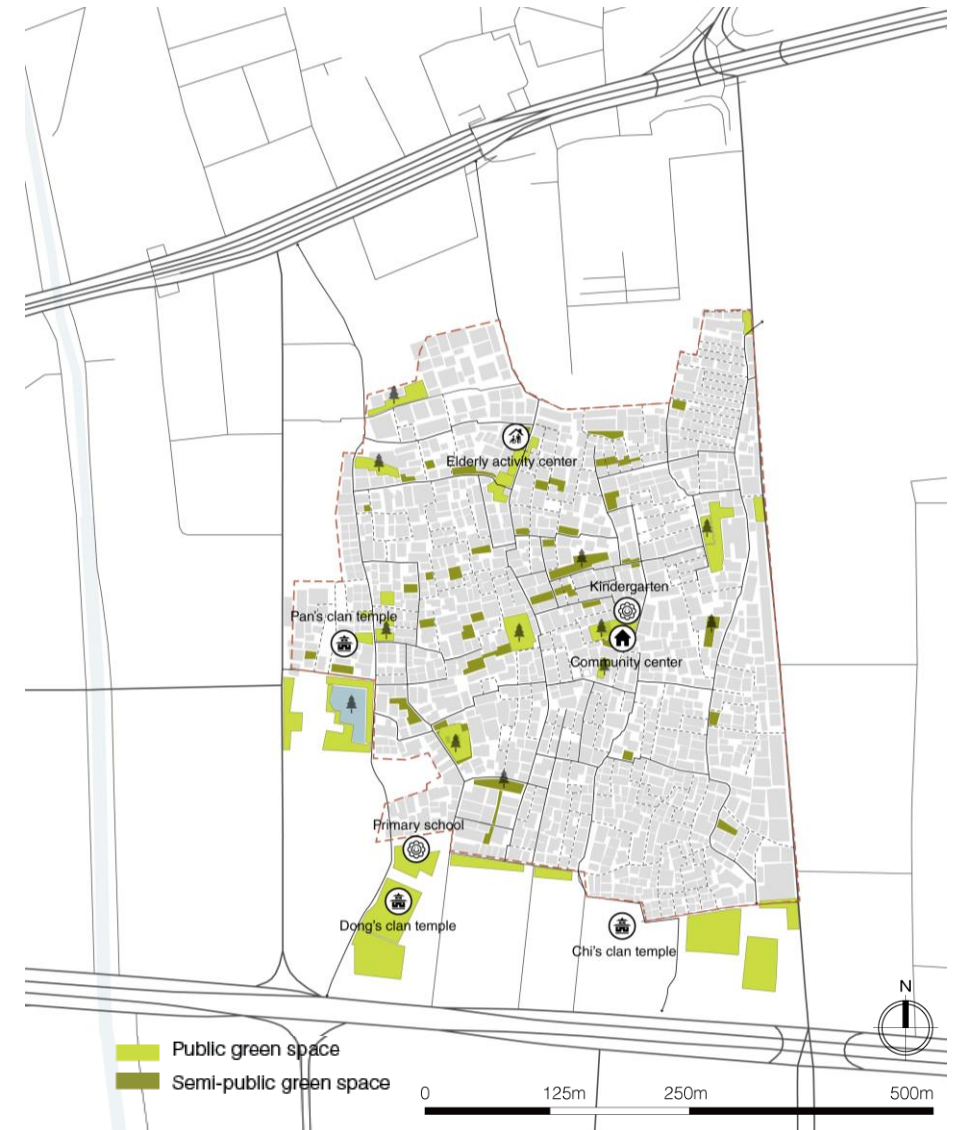 Elderly activity center
Kindergarten
Pan's clan temple
Community center
Primary school
Dong's clan temple
Chi's clan temple
N
Public green space
Semi-public green space
0 125m 250m 500m